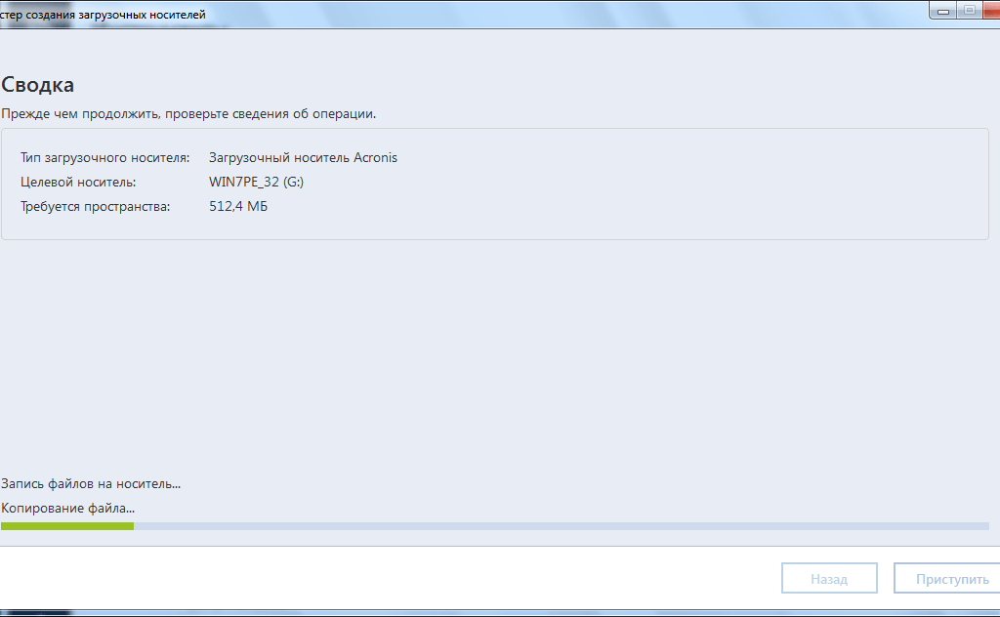 стер создания загрузочных носителей
Сводка
Прежде чем продолжить, проверьте сведения об операции.
Тип загрузочного носителя: Загрузочный носитель Acronis
Целевой носитель: WIN7PE_32 (G:)
Требуется пространства: 512,4 МБ
Запись файлов на носитель...
Копирование файла...
Назад Приступить